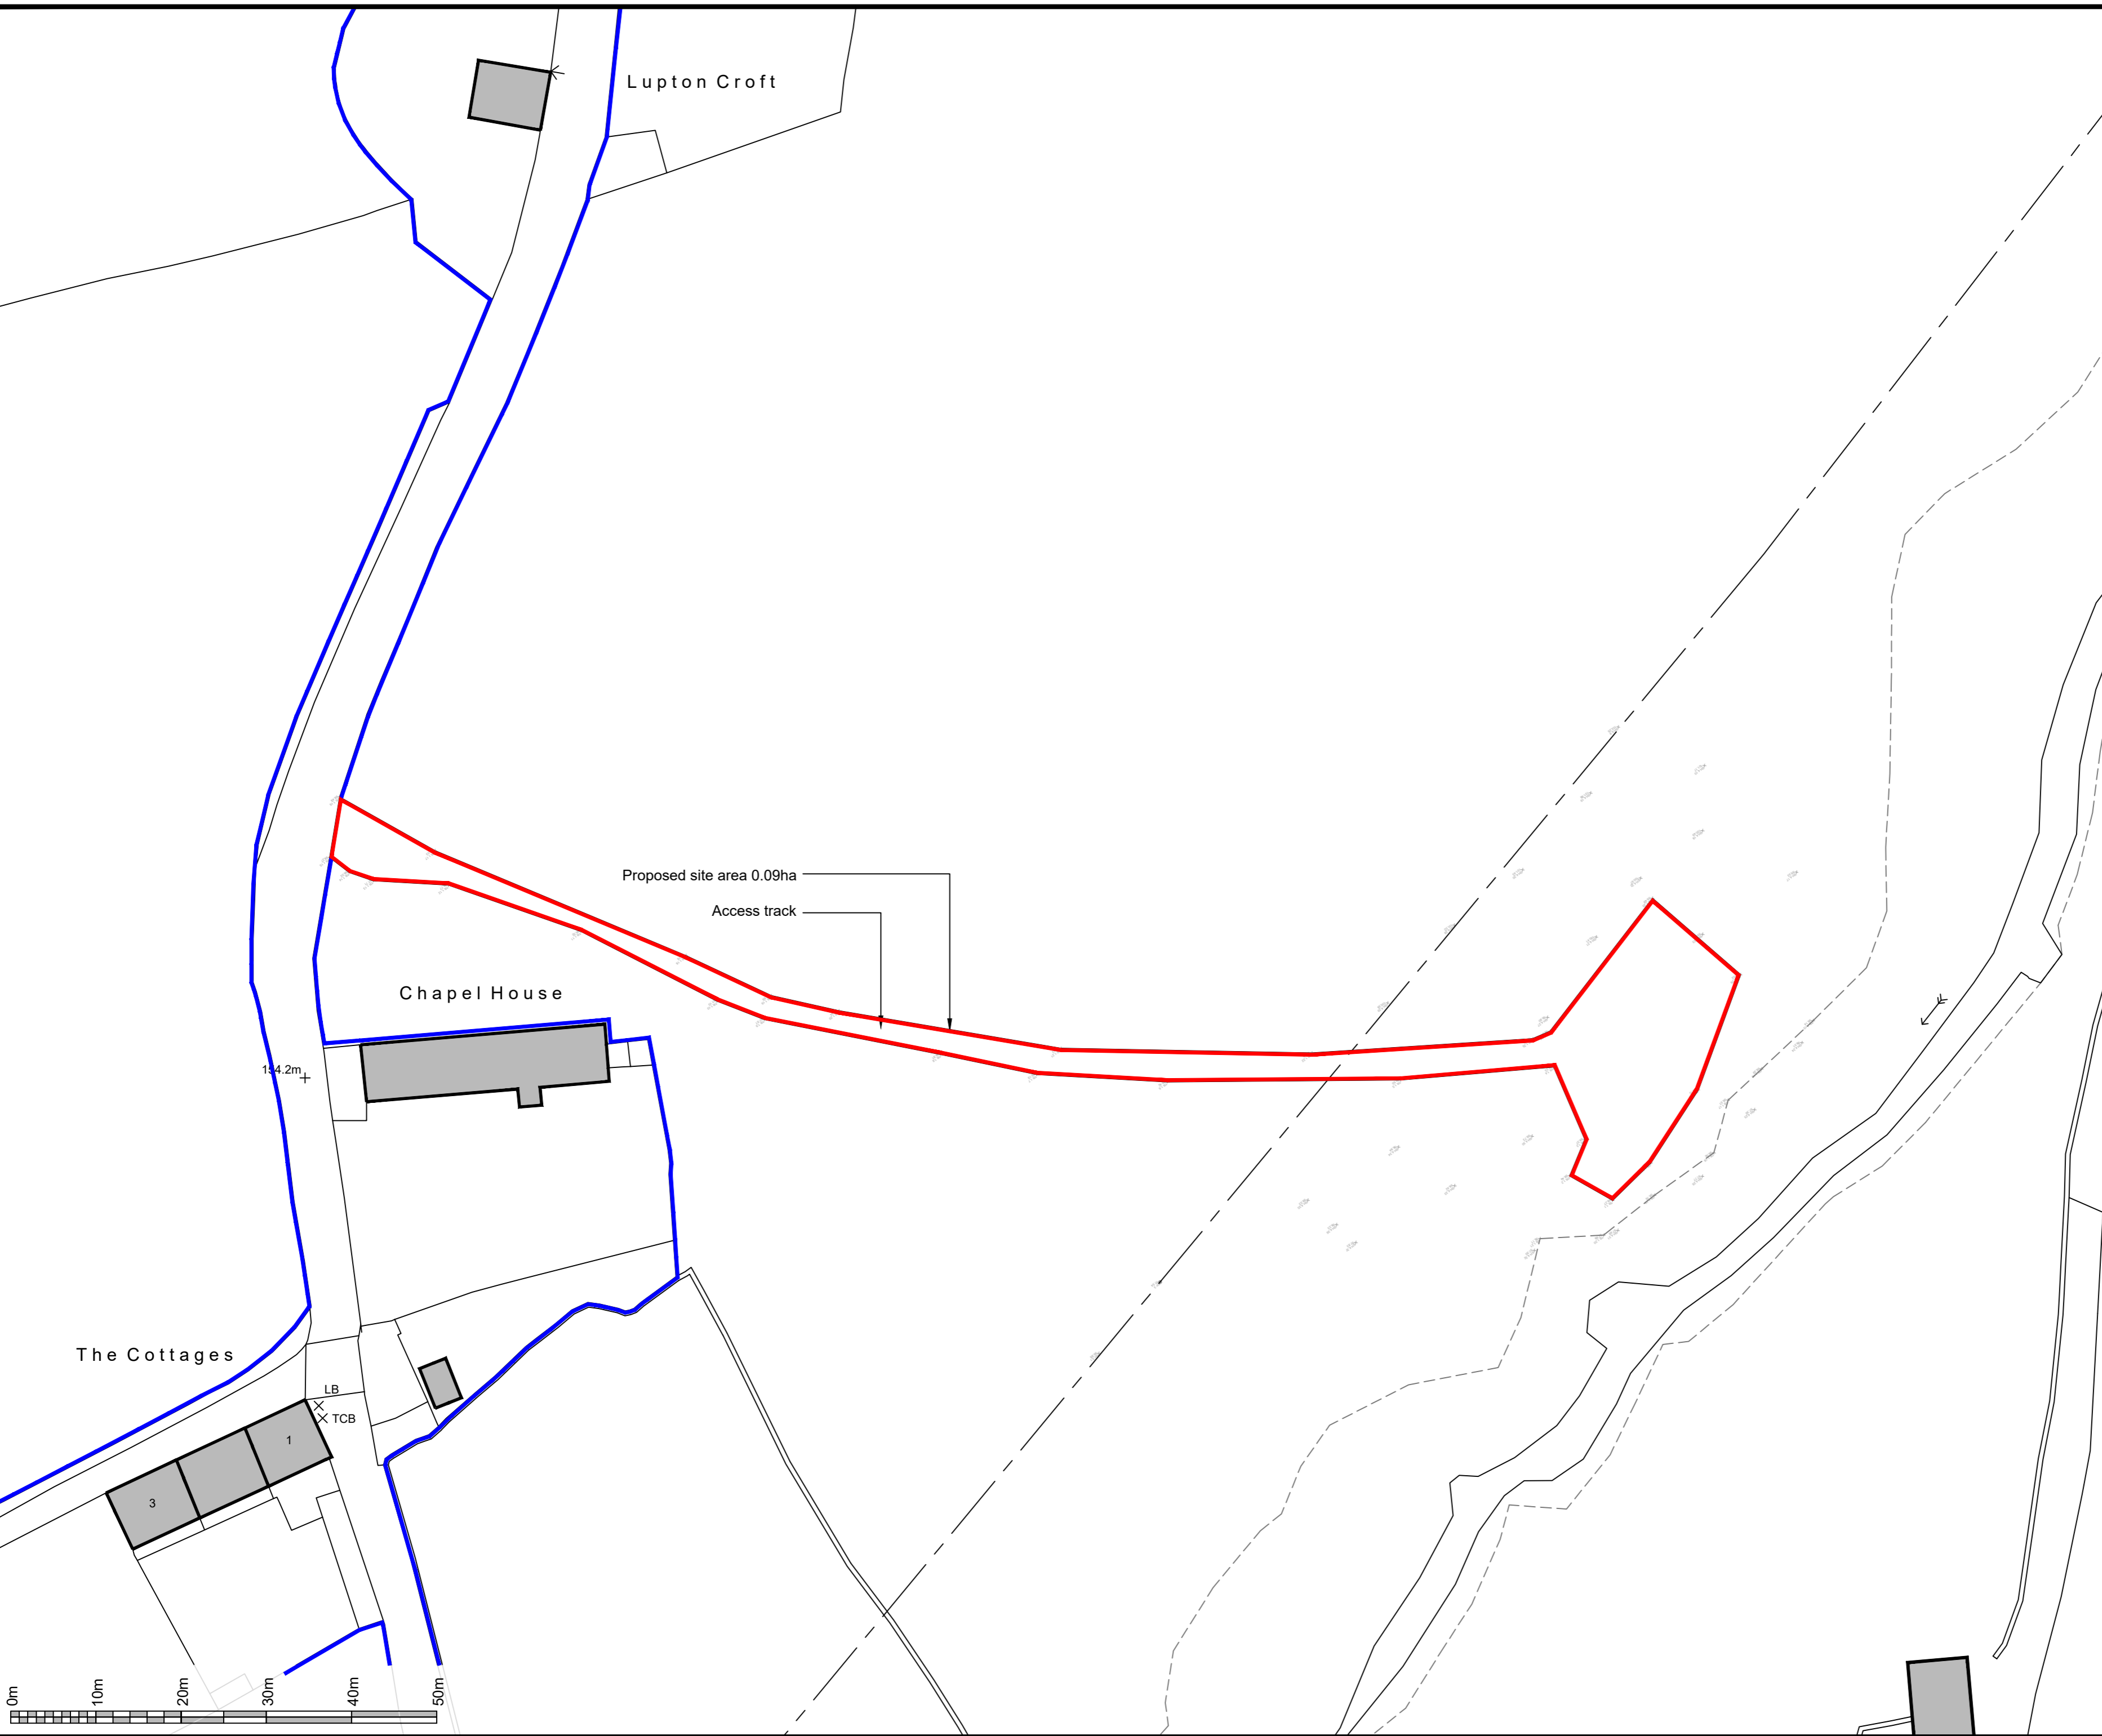 Lupton Croft
Proposed site area 0.09ha
Access track
Chapel House
154.2m
The Cottages
LB
TCB
1
3
0m
10m
20m
30m
40m
50m